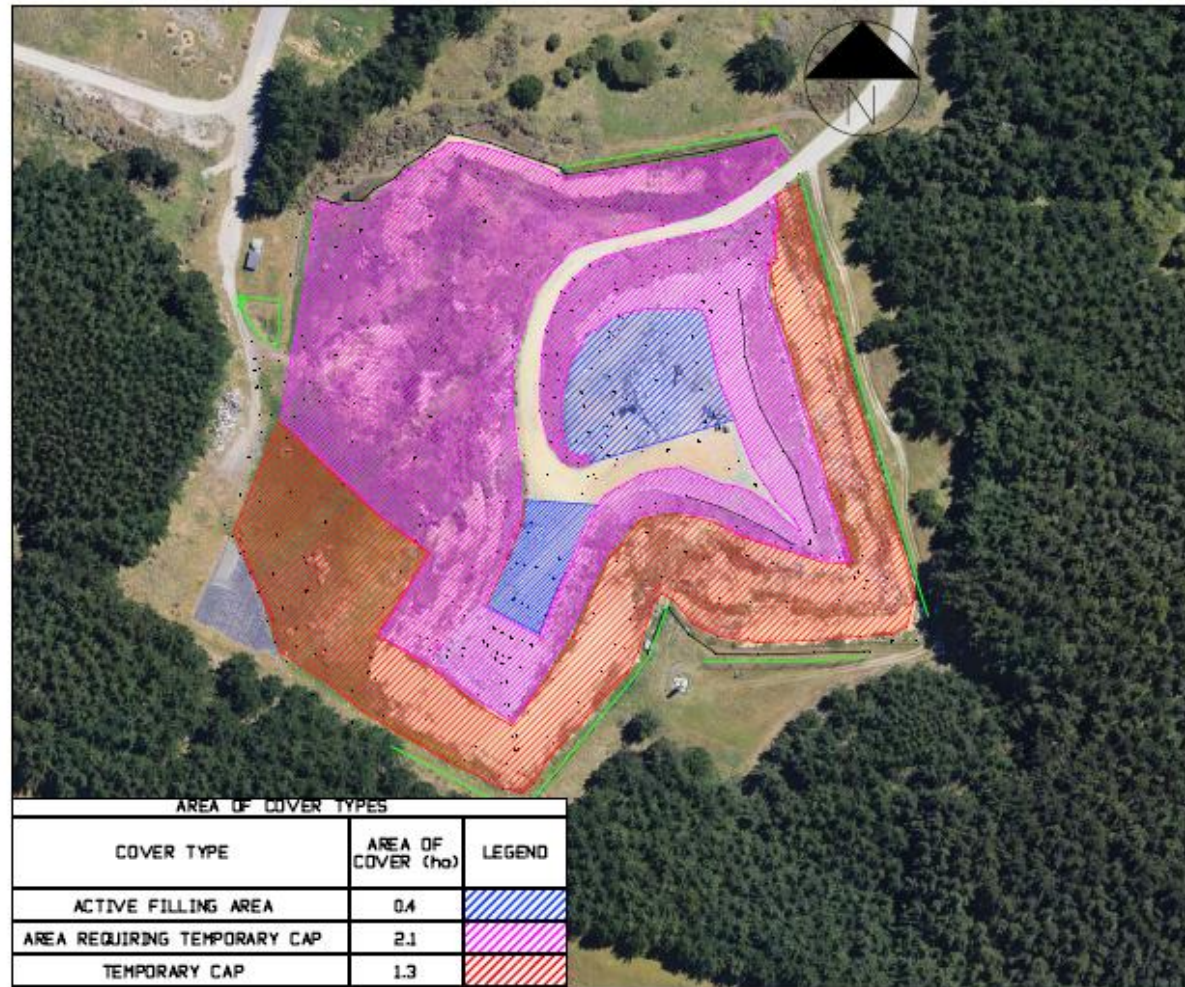 N
AREA OF COVER TYPES
COVER TYPE
AREA OF
COVER (ha)
LEGEND
ACTIVE FILLING AREA
0.4
AREA REQUIRING TEMPORARY CAP
2.1
TEMPORARY CAP
1.3